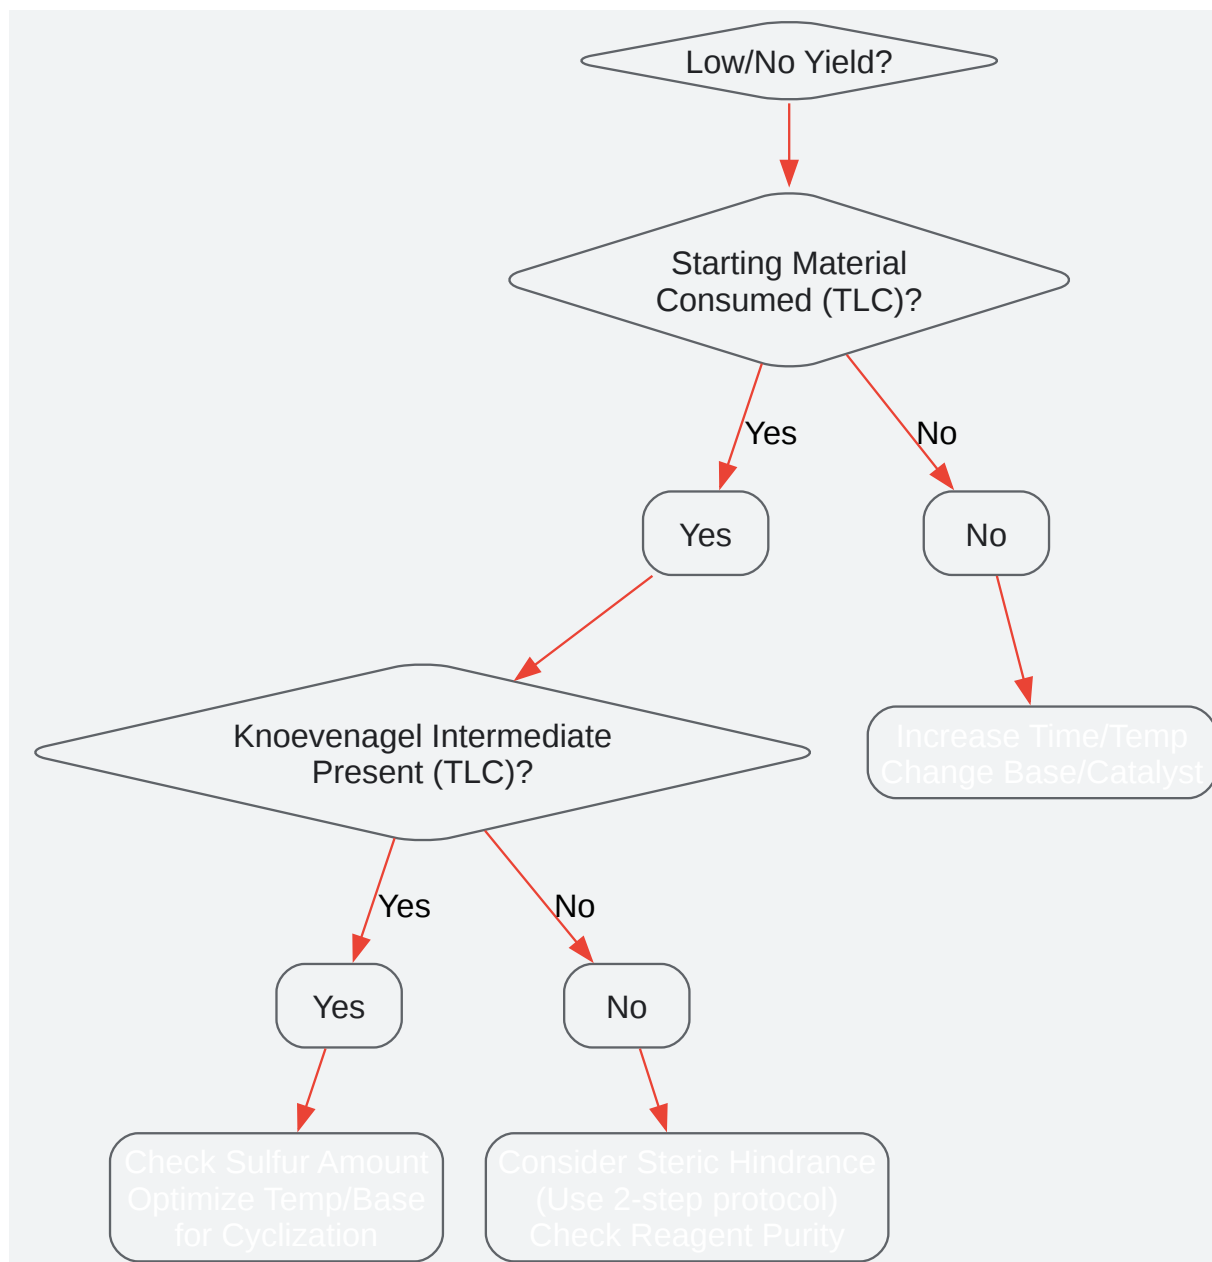 Low/No Yield?
Starting Material
Consumed (TLC)?
Yes
No
Yes
No
Knoevenagel Intermediate
Present (TLC)?
Increase Time/Temp
Change Base/Catalyst
Yes
No
Yes
No
Check Sulfur Amount
Optimize Temp/Base
for Cyclization
Consider Steric Hindrance
(Use 2-step protocol)
Check Reagent Purity